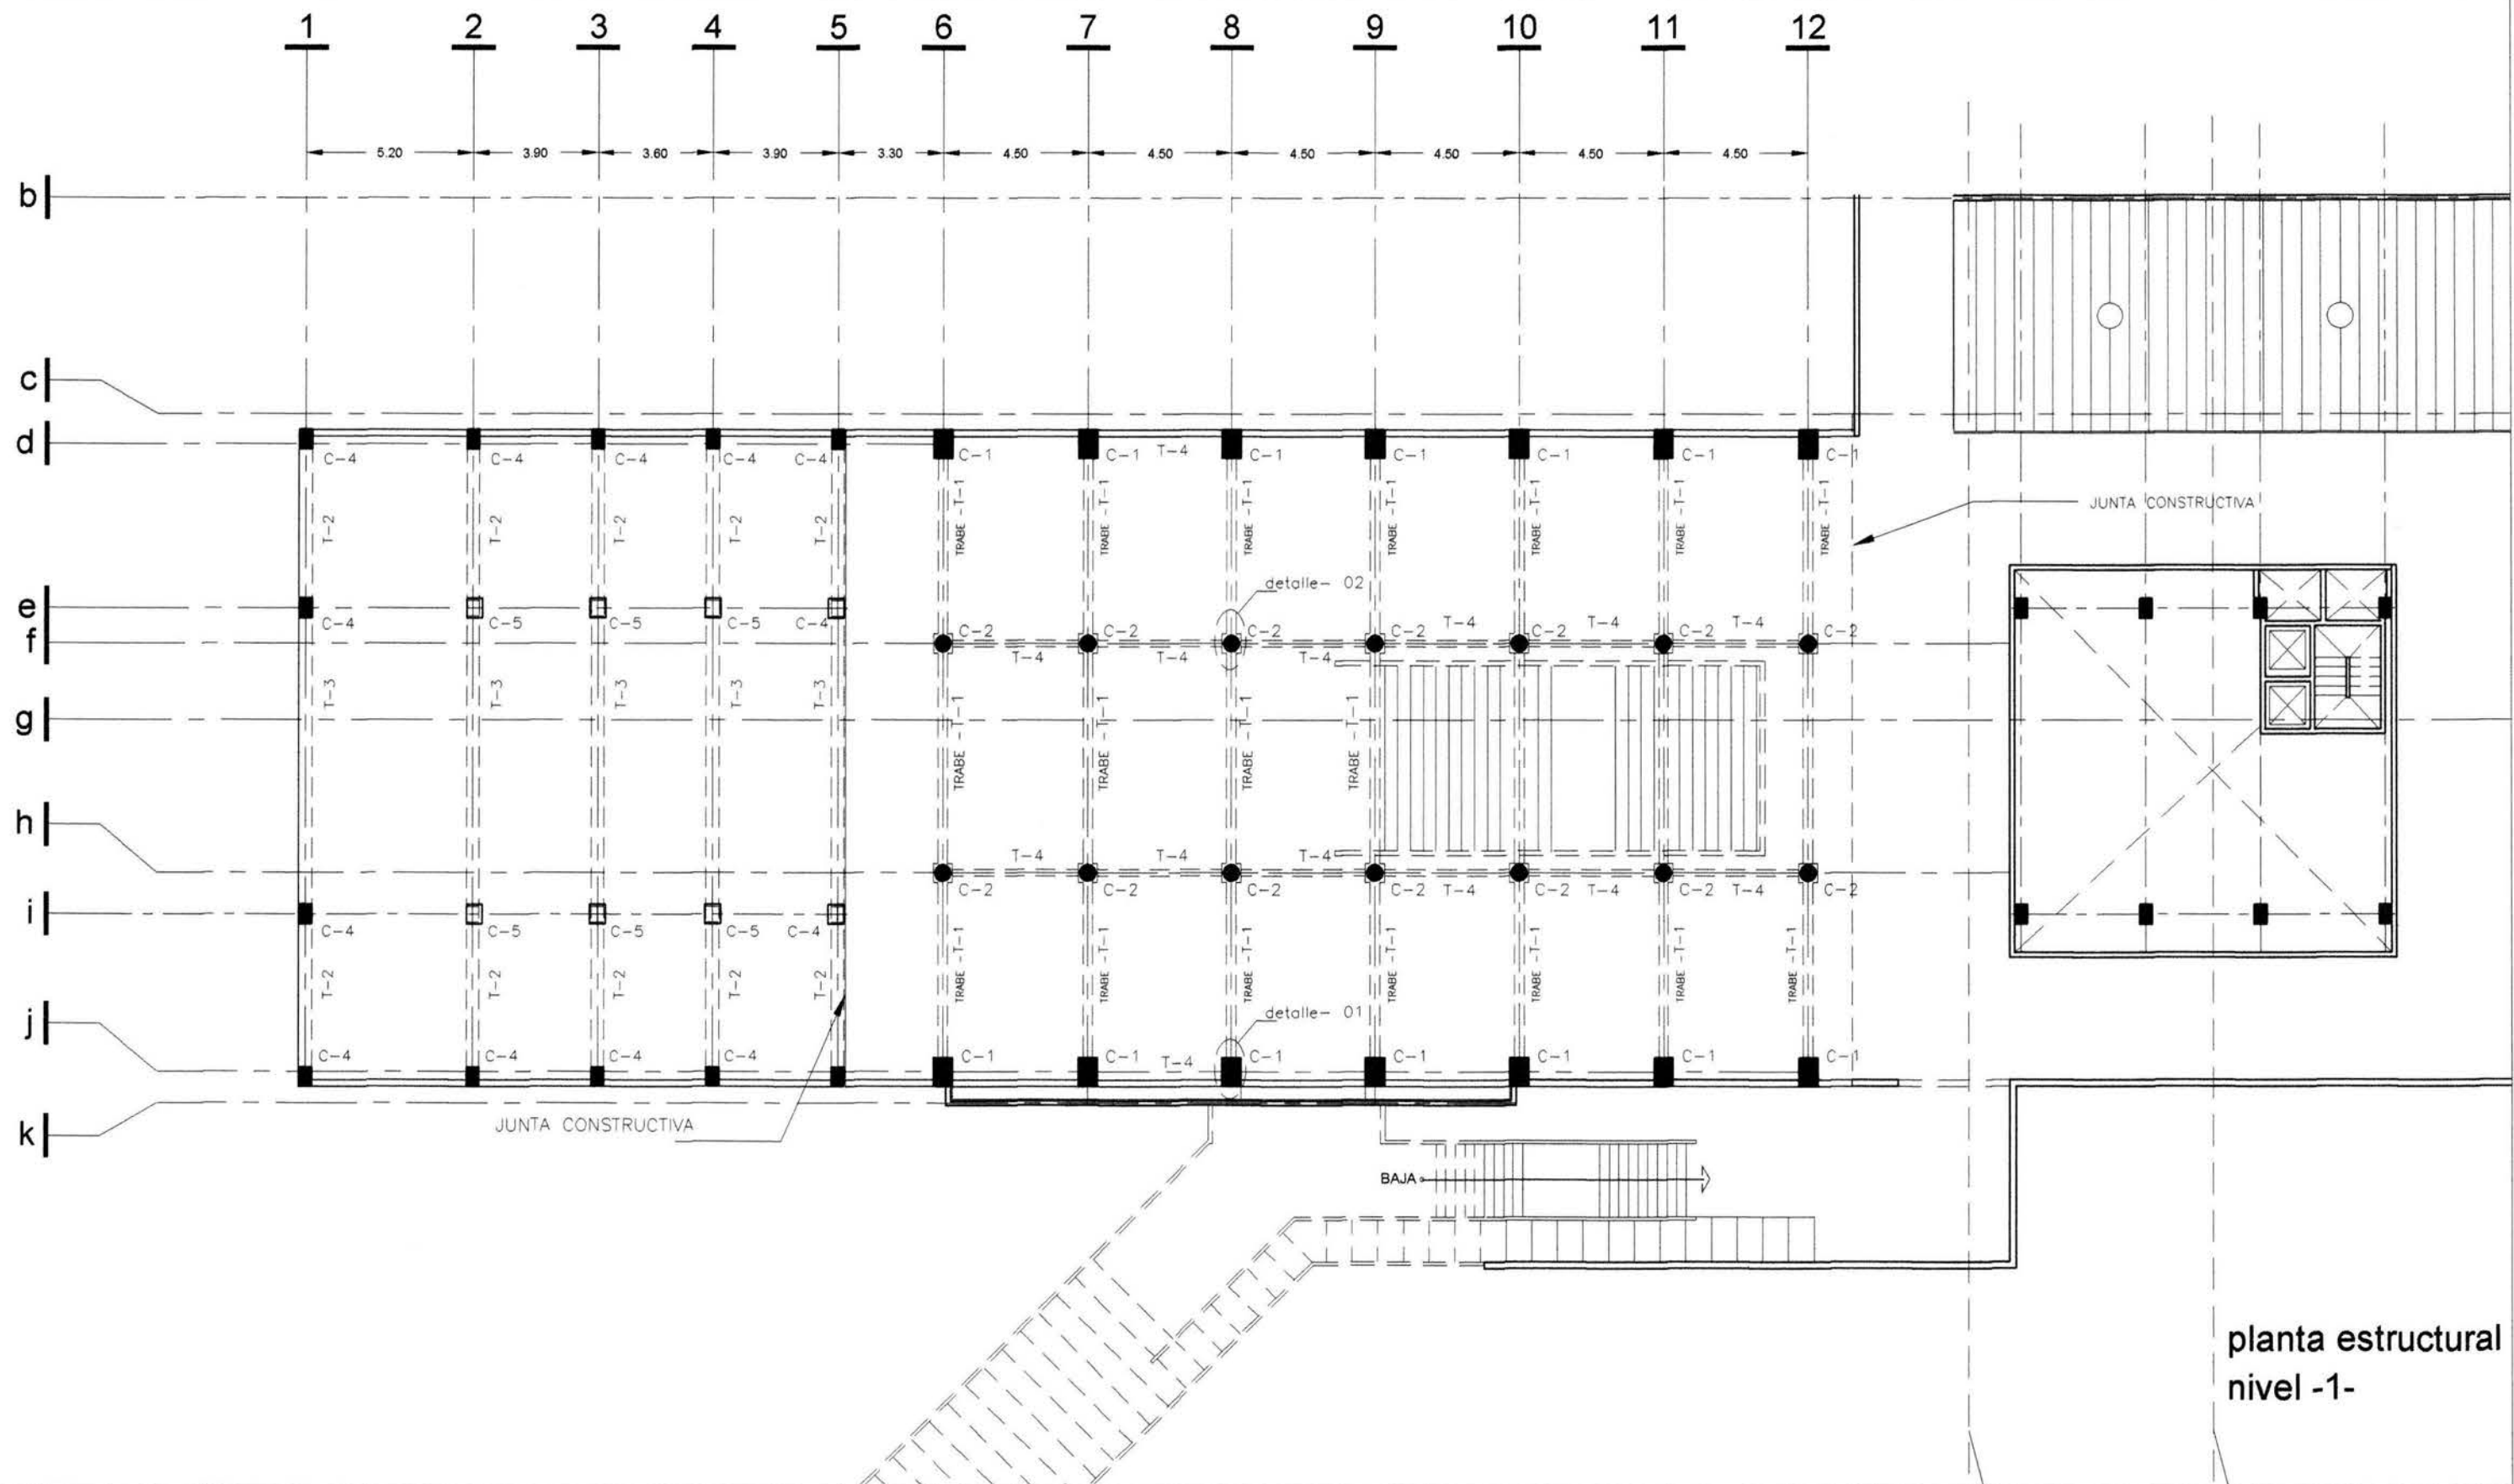 1 2 3 4 5 6 7 8 9 10 11 12
5.20 3.90 3.60 3.90 3.30 4.50 4.50 4.50 4.50 4.50 4.50
b
c
d
T-4
C-4 C-4 C-4 C-4 C-4 C-1 C-1 C-1 C-1 C-1 C-1 C-1
JUNTA CONSTRUCTIVA
T-2 T-2 T-2 T-2 T-2 TRABE -T-1 TRABE -T-1 TRABE -T-1 TRABE -T-1 TRABE -T-1 TRABE -T-1 TRABE -T-1
detalle- 02
e
C-4 C-5 C-5 C-5 C-4
f
C-2 C-2 C-2 C-2 T-4 C-2 T-4 C-2 T-4 C-2
T-4 T-4 T-4
T-3 T-3 T-3 T-3 T-3
g
TRABE -T-1 TRABE -T-1 TRABE -T-1 TRABE -T-1
h
T-4 T-4 T-4
C-2 C-2 C-2 C-2 T-4 C-2 T-4 C-2 T-4 C-2
i
C-4 C-5 C-5 C-5 C-4
T-2 T-2 T-2 T-2 T-2 TRABE -T-1 TRABE -T-1 TRABE -T-1 TRABE -T-1 TRABE -T-1 TRABE -T-1 TRABE -T-1
detalle- 01
j
C-4 C-4 C-4 C-4 C-1 C-1 T-4 C-1 C-1 C-1 C-1 C-1
k
JUNTA CONSTRUCTIVA
BAJA
planta estructural
nivel -1-